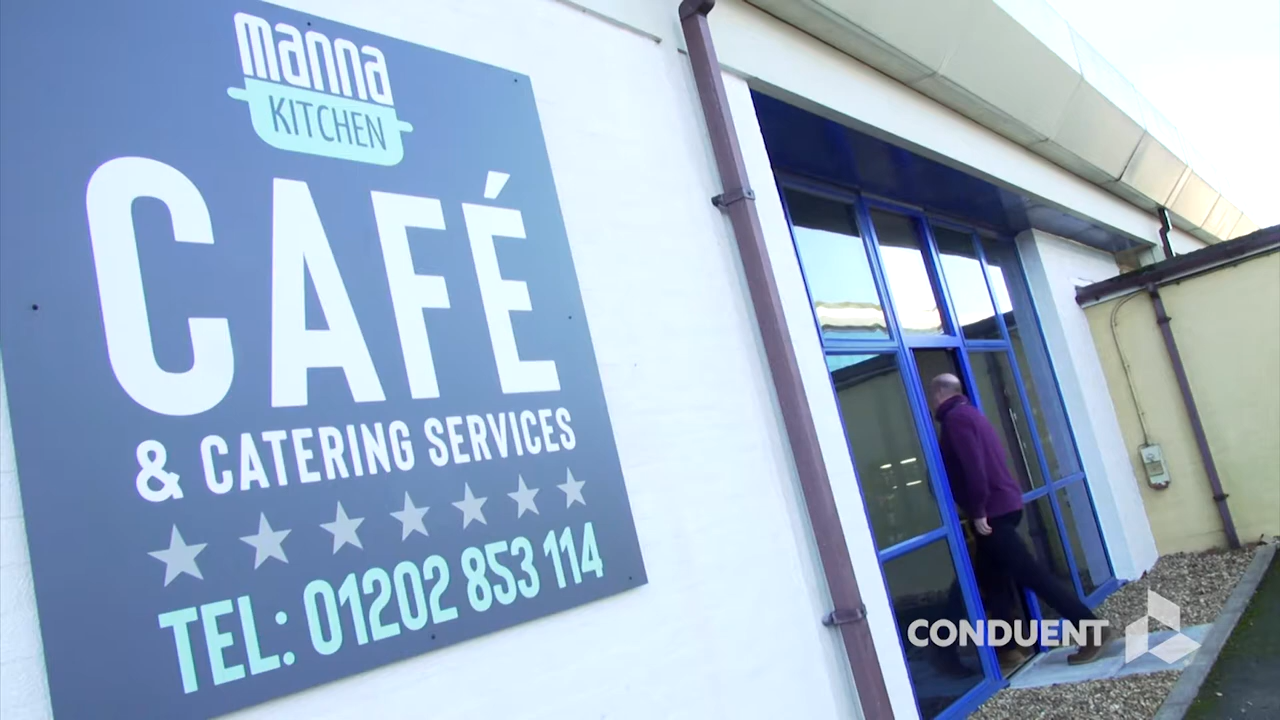 manna
KITCHEN
CAFÉ
& CATERING SERVICES
TEL: 01202 853 114
CONDUENT